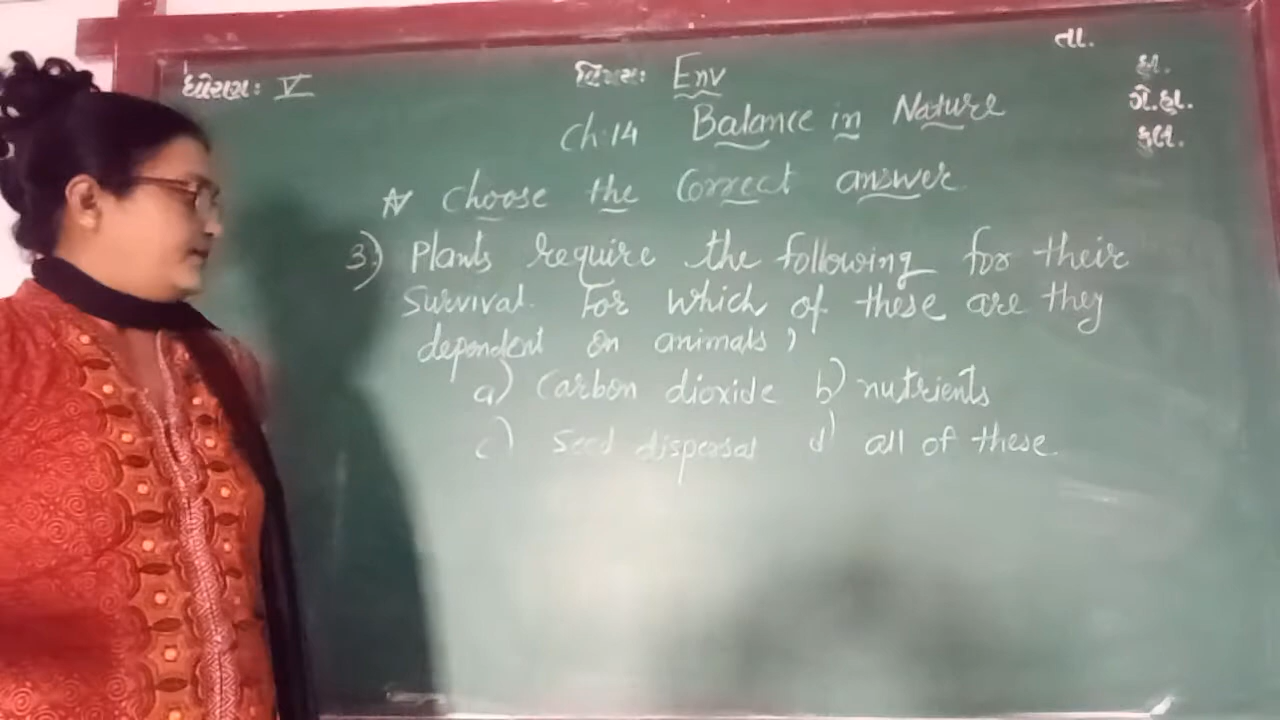 ધોરણ: V
વિષય: Env
તા.
હા.
ગે.હા.
કુલ.
Ch.14 Balance in Nature
☆ Choose the Correct answer
3.) Plants require the following for their
Survival. For which of these are they
dependent on animals,
a) Carbon dioxide b) nutrients
c) Seed dispersal d) all of these